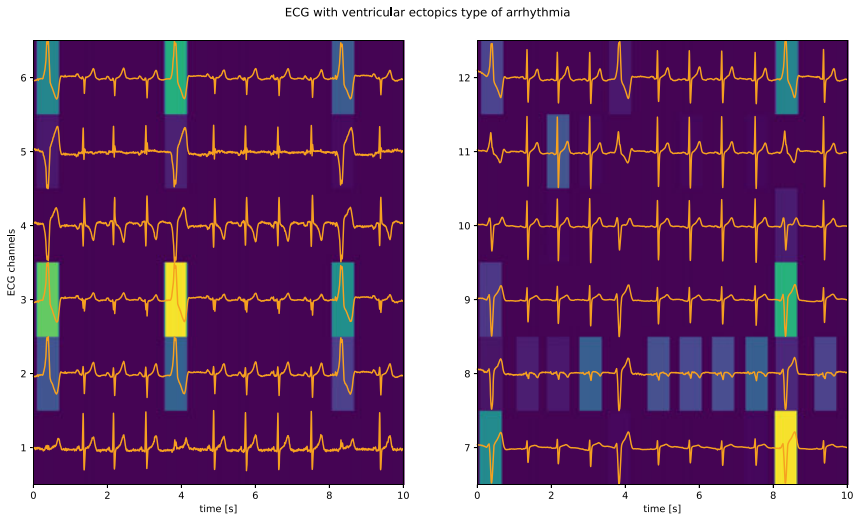 ECG with ventricular ectopics type of arrhythmia
ECG channels
6
5
4
3
2
1
0 2 4 6 8 10
time [s]
12
11
10
9
8
7
0 2 4 6 8 10
time [s]